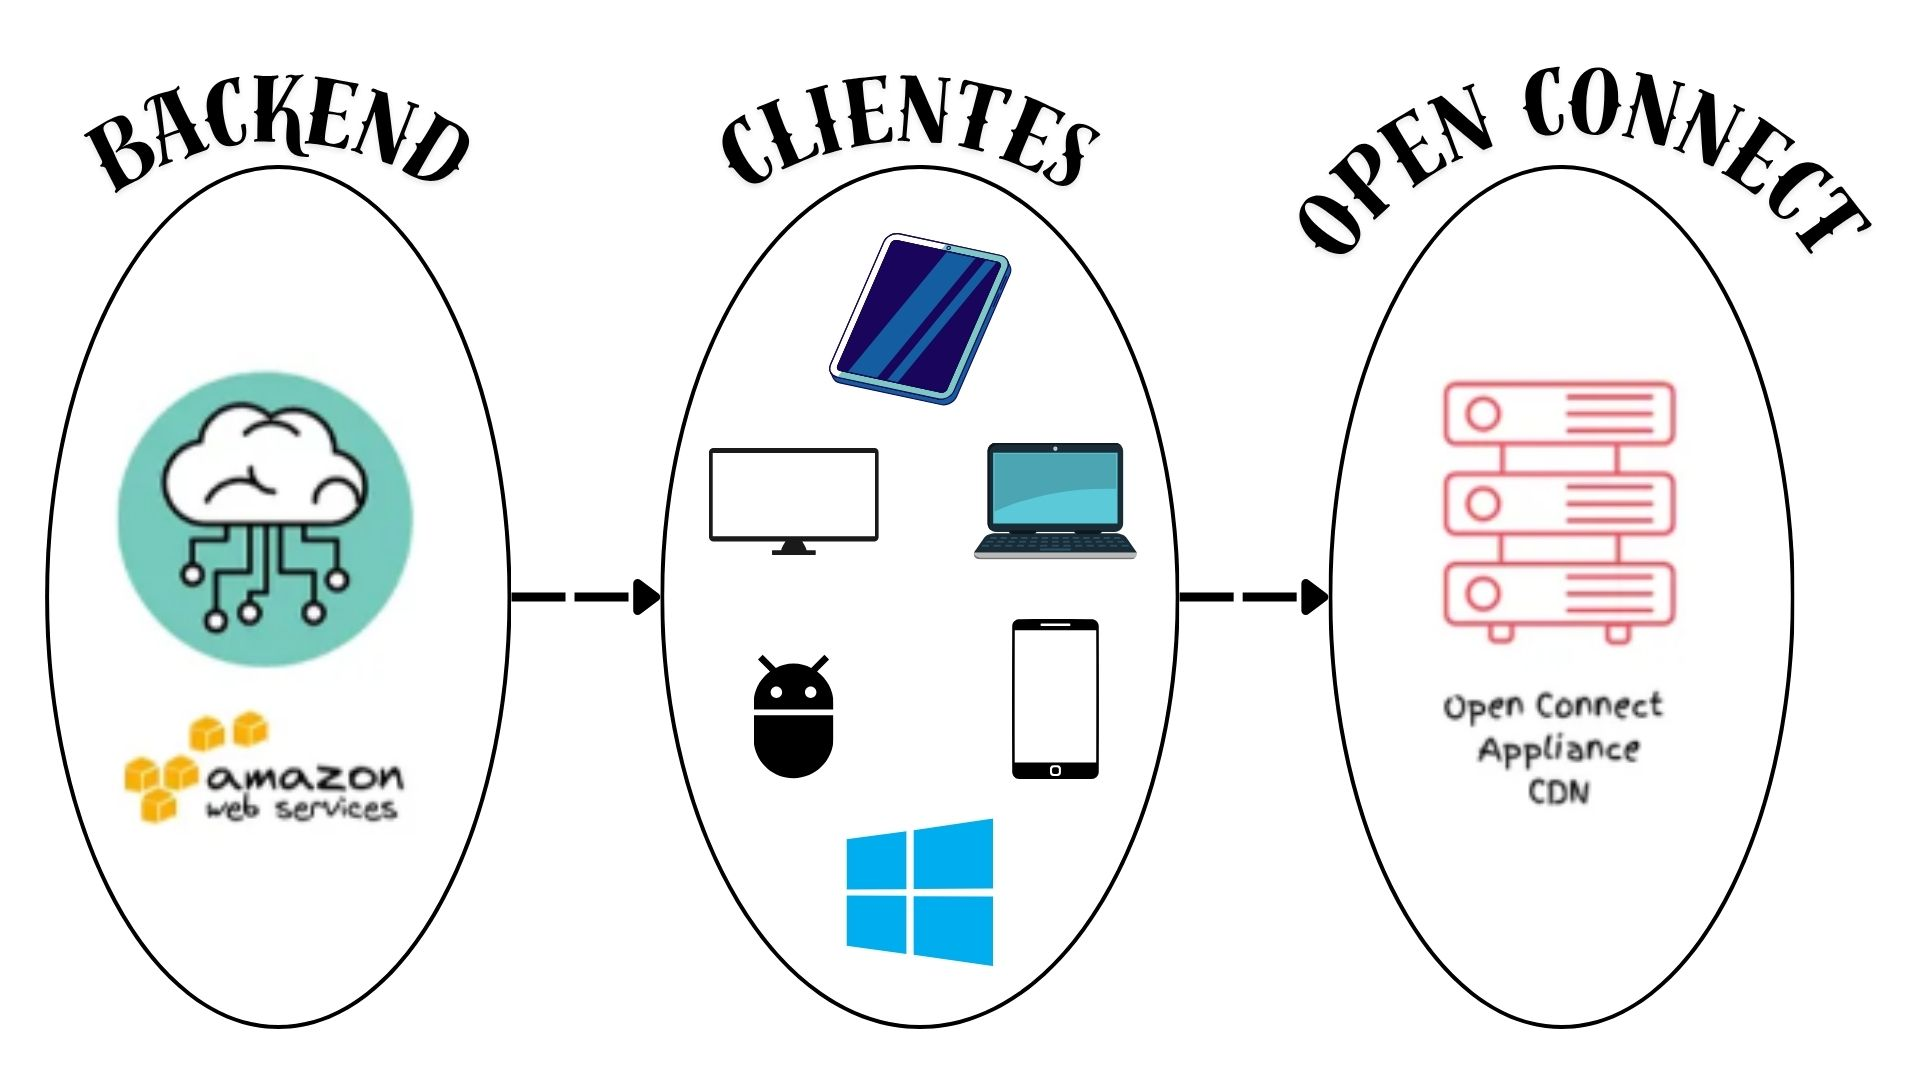 BACKEND
CLIENTES
OPEN CONNECT
amazon
web services
Open Connect
Appliance
CDN